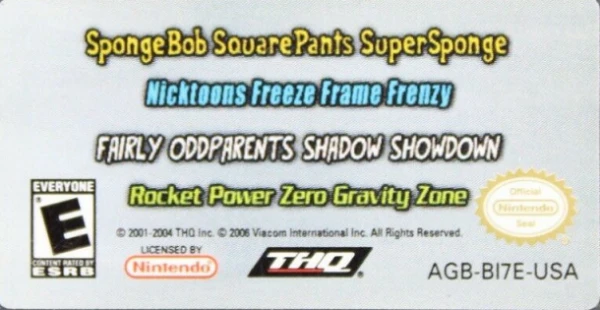 SpongeBob SquarePants SuperSponge
Nicktoons Freeze Frame Frenzy
FAIRLY ODDPARENTS SHADOW SHOWDOWN
Rocket Power Zero Gravity Zone
EVERYONE
E
CONTENT RATED BY
ESRB
© 2001-2004 THQ Inc. © 2006 Viacom International Inc. All Rights Reserved.
LICENSED BY
Nintendo
THQ
Official
Nintendo
Seal
AGB-BI7E-USA